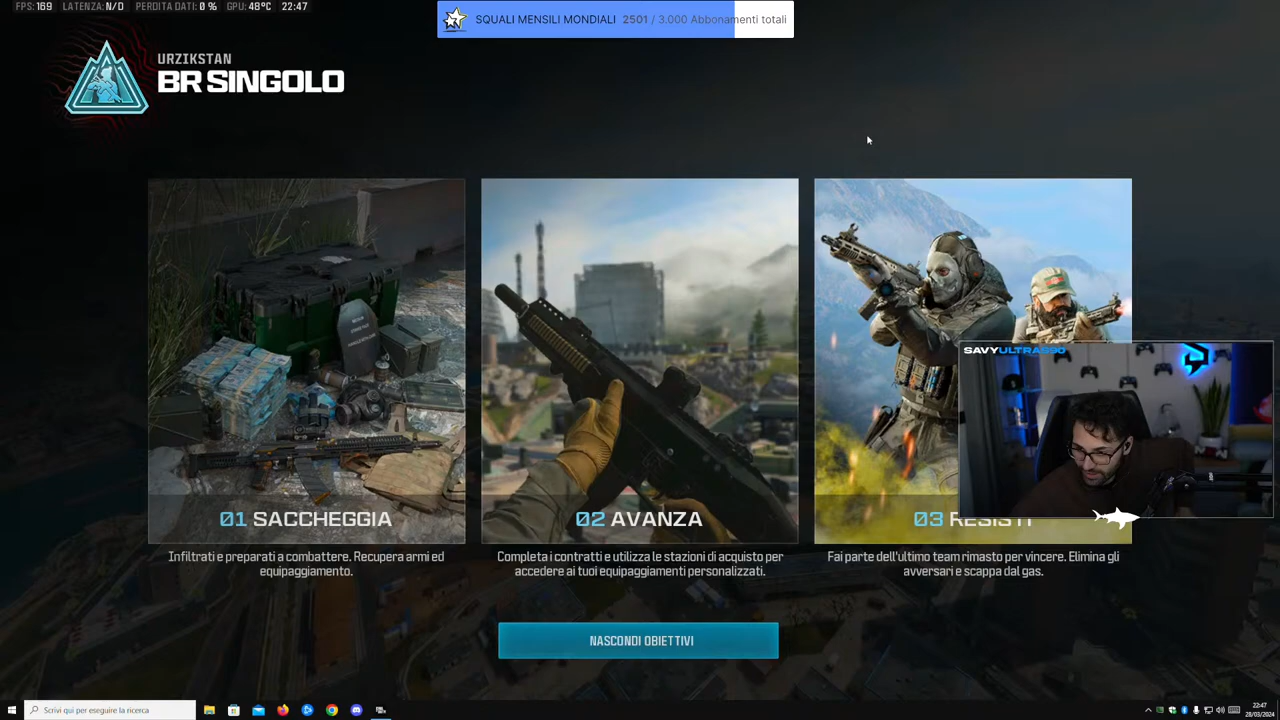 FPS: 169 LATENZA: N/D PERDITA DATI: 0 % GPU: 48°C 22:47
SQUALI MENSILI MONDIALI 2501 / 3.000 Abbonamenti totali
URZIKSTAN
BR SINGOLO
SAVYULTRAS90
01 SACCHEGGIA
02 AVANZA
03 RESISTI
Infiltrati e preparati a combattere. Recupera armi ed
equipaggiamento.
Completa i contratti e utilizza le stazioni di acquisto per
accedere ai tuoi equipaggiamenti personalizzati.
Fai parte dell'ultimo team rimasto per vincere. Elimina gli
avversari e scappa dal gas.
NASCONDI OBIETTIVI
Scrivi qui per eseguire la ricerca
22:47
28/03/2024